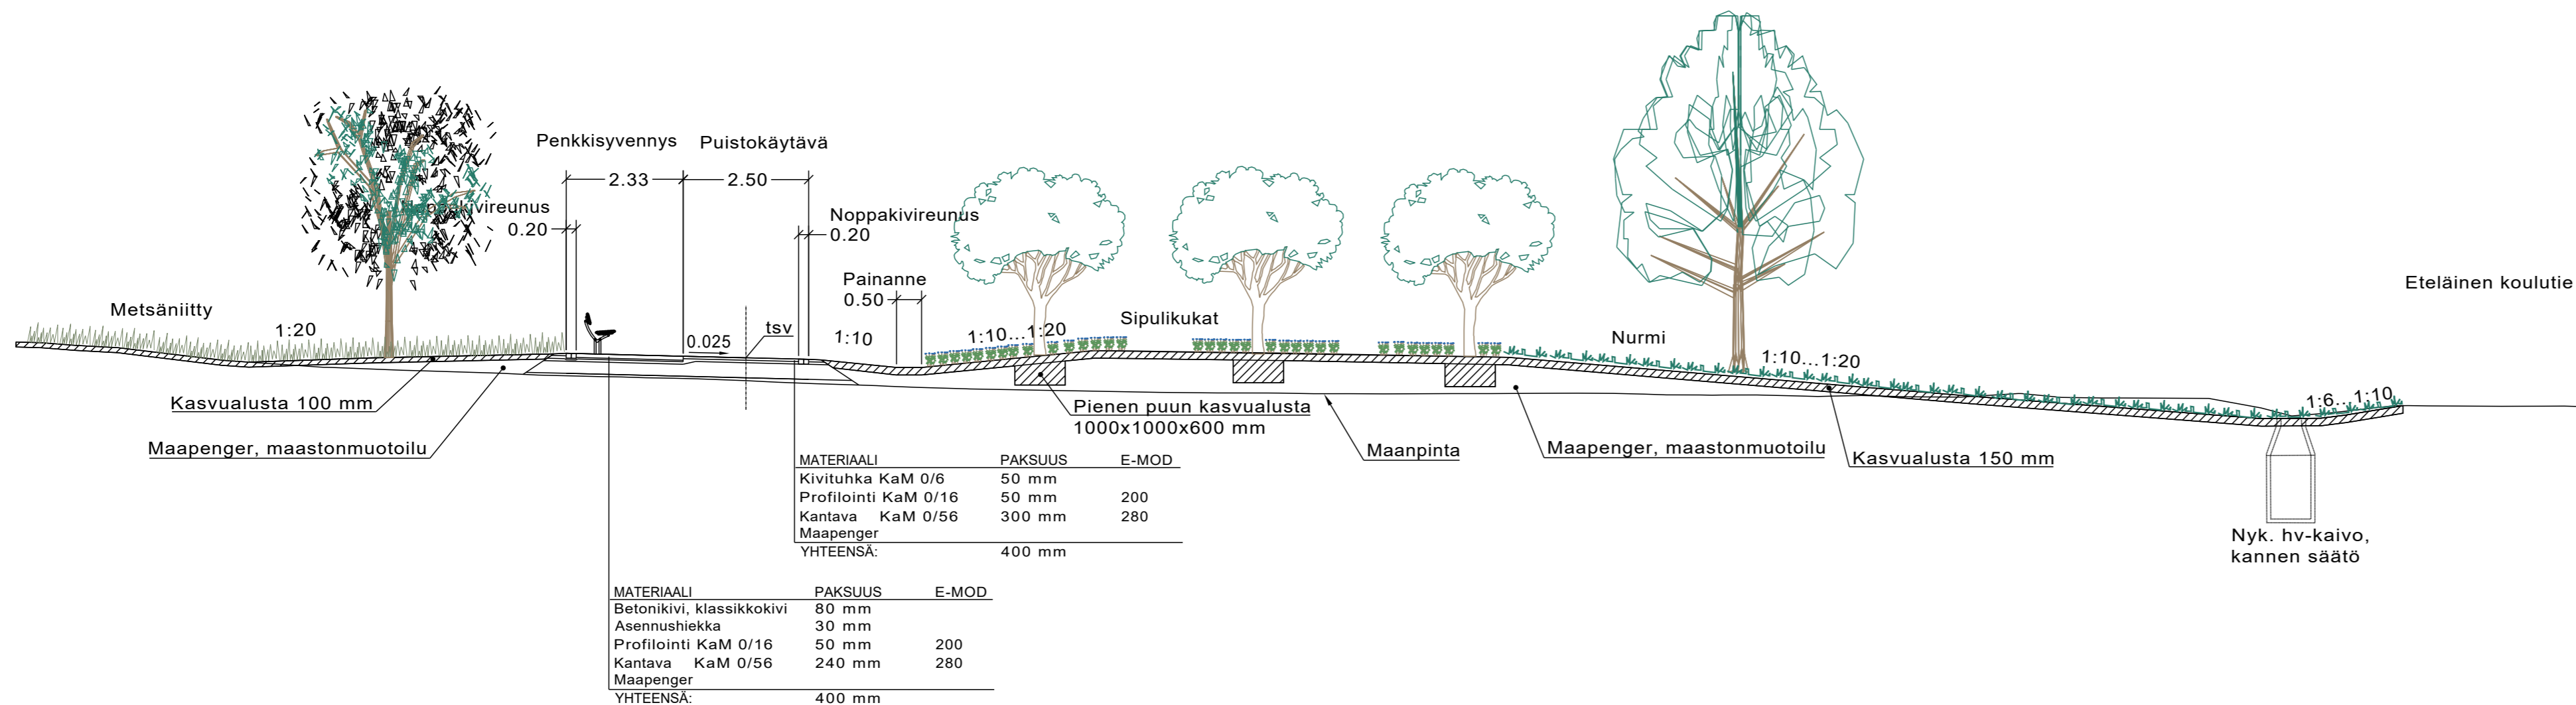 Penkkisyvennys
Puistokäytävä
2.33
2.50
Noppakivireunus
0.20
Noppakivireunus
0.20
Painanne
0.50
Eteläinen koulutie
Metsäniitty
1:20
0.025
tsv
1:10
1:10...1:20
Sipulikukat
Nurmi
1:10...1:20
1:6...1:10
Kasvualusta 100 mm
Maapenger, maastonmuotoilu
Pienen puun kasvualusta
1000x1000x600 mm
Maanpinta
Maapenger, maastonmuotoilu
Kasvualusta 150 mm
MATERIAALI PAKSUUS E-MOD
Kivituhka KaM 0/6 50 mm
Profilointi KaM 0/16 50 mm 200
Kantava KaM 0/56 300 mm 280
Maapenger
YHTEENSÄ: 400 mm
Nyk. hv-kaivo,
kannen säätö
MATERIAALI PAKSUUS E-MOD
Betonikivi, klassikkokivi 80 mm
Asennushiekka 30 mm
Profilointi KaM 0/16 50 mm 200
Kantava KaM 0/56 240 mm 280
Maapenger
YHTEENSÄ: 400 mm